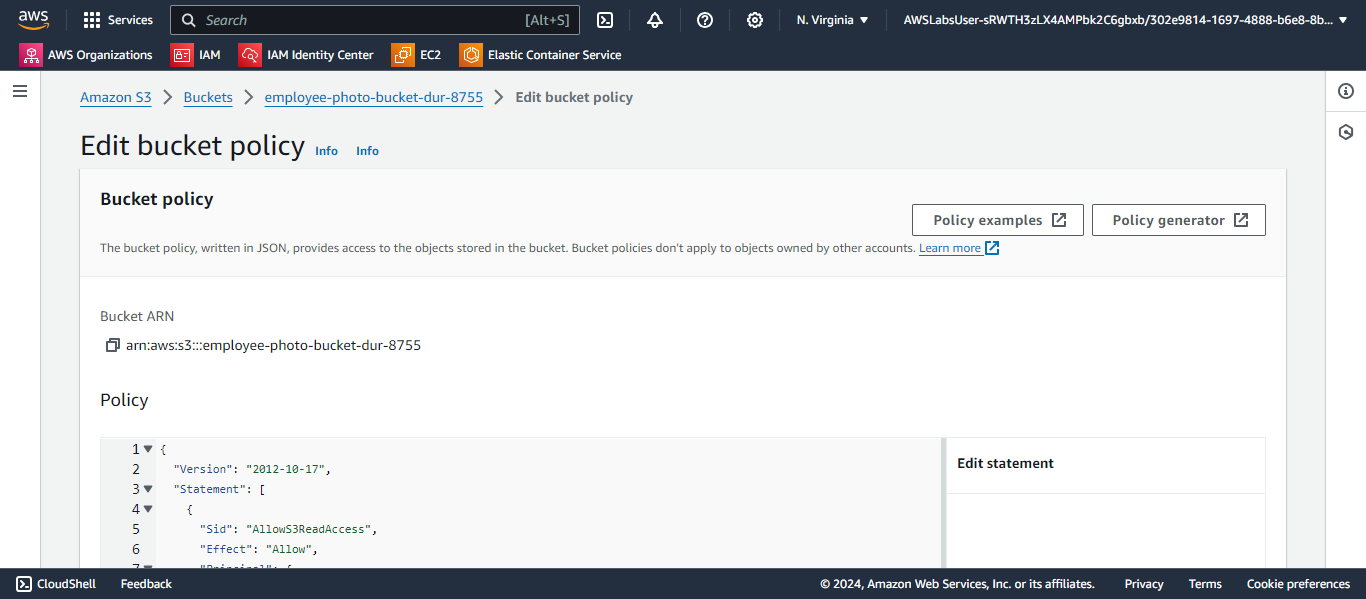 aws Services Search [Alt+S] N. Virginia AWSLabsUser-sRWTH3zLX4AMPbk2C6gbxb/302e9814-1697-4888-b6e8-8b...
AWS Organizations IAM IAM Identity Center EC2 Elastic Container Service
Amazon S3 Buckets employee-photo-bucket-dur-8755 Edit bucket policy
Edit bucket policy Info Info
Bucket policy
Policy examples Policy generator
The bucket policy, written in JSON, provides access to the objects stored in the bucket. Bucket policies don't apply to objects owned by other accounts. Learn more
Bucket ARN
arn:aws:s3:::employee-photo-bucket-dur-8755
Policy
1 {
2 "Version": "2012-10-17",
3 "Statement": [
4 {
5 "Sid": "AllowS3ReadAccess",
6 "Effect": "Allow",
7 "Principal": {
Edit statement
CloudShell Feedback © 2024, Amazon Web Services, Inc. or its affiliates. Privacy Terms Cookie preferences